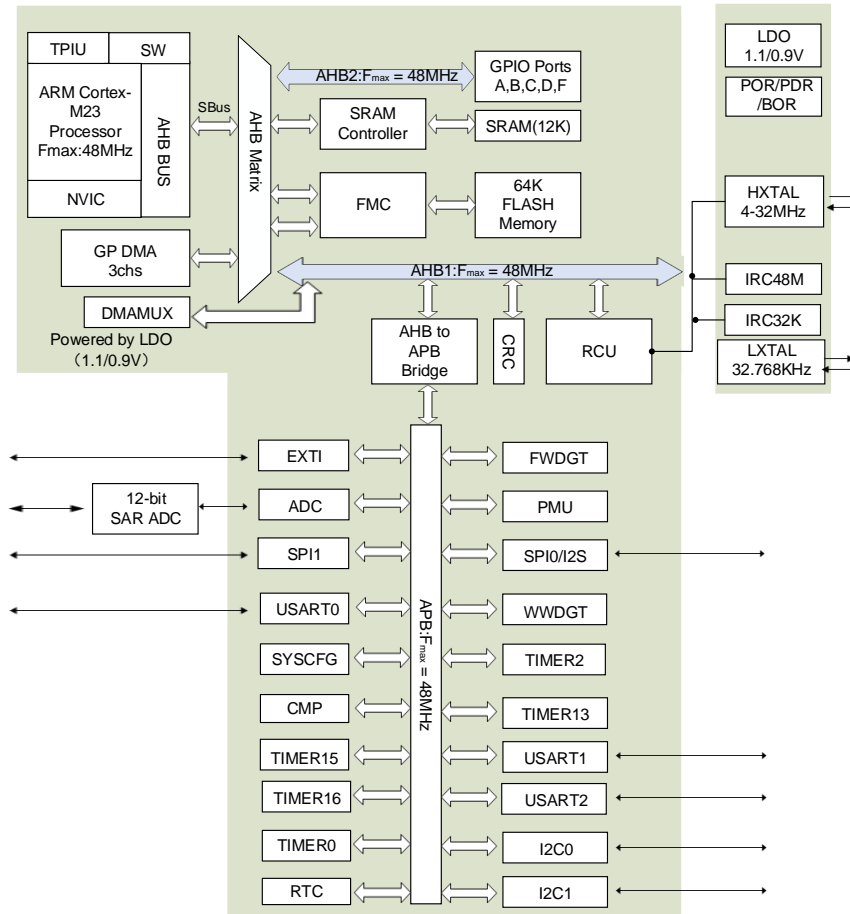 TPIU
SW
ARM Cortex-
M23
Processor
Fmax:48MHz
AHB BUS
NVIC
SBus
AHB Matrix
AHB2:Fmax = 48MHz
GPIO Ports
A,B,C,D,F
SRAM
Controller
SRAM(12K)
FMC
64K
FLASH
Memory
GP DMA
3chs
DMAMUX
Powered by LDO
（1.1/0.9V）
AHB1:Fmax = 48MHz
AHB to
APB
Bridge
CRC
RCU
LDO
1.1/0.9V
POR/PDR
/BOR
HXTAL
4-32MHz
IRC48M
IRC32K
LXTAL
32.768KHz
APB:Fmax = 48MHz
EXTI
FWDGT
12-bit
SAR ADC
ADC
PMU
SPI1
SPI0/I2S
USART0
WWDGT
SYSCFG
TIMER2
CMP
TIMER13
TIMER15
USART1
TIMER16
USART2
TIMER0
I2C0
RTC
I2C1